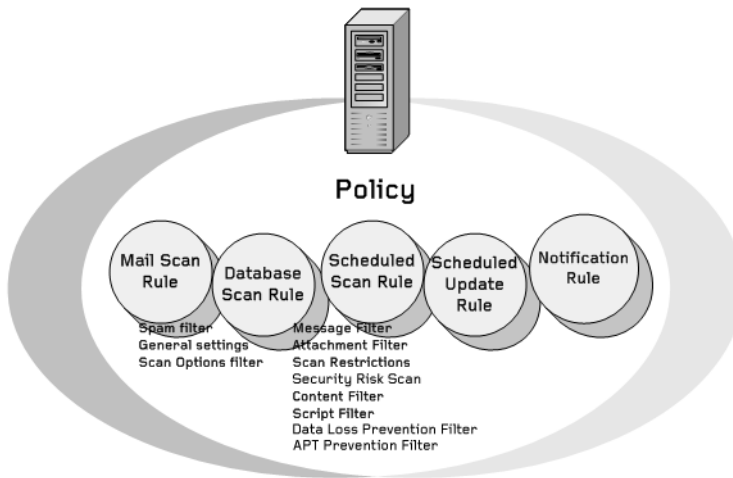 Policy
Mail Scan
Rule
Database
Scan Rule
Scheduled
Scan Rule
Scheduled
Update
Rule
Notification
Rule
Spam filter
General settings
Scan Options filter
Message Filter
Attachment Filter
Scan Restrictions
Security Risk Scan
Content Filter
Script Filter
Data Loss Prevention Filter
APT Prevention Filter